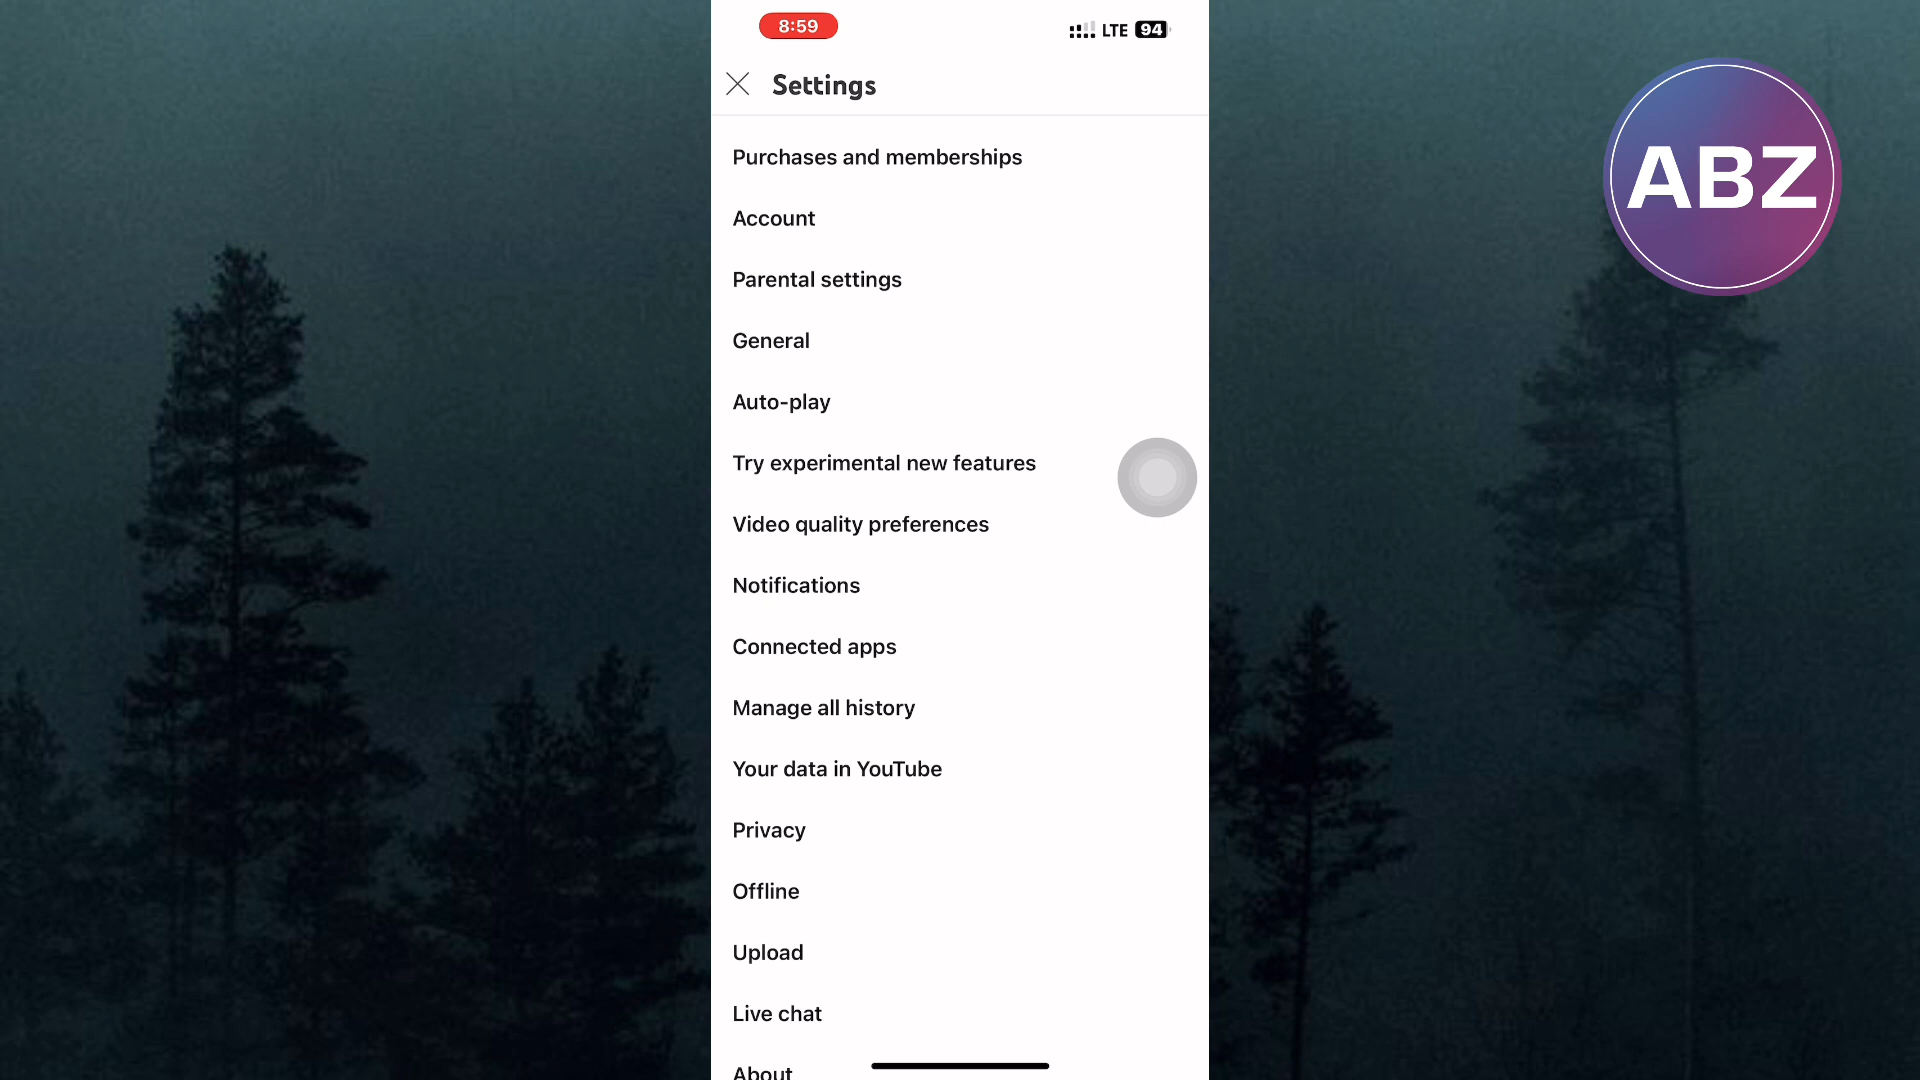 8:59
LTE 94
Settings
ABZ
Purchases and memberships
Account
Parental settings
General
Auto-play
Try experimental new features
Video quality preferences
Notifications
Connected apps
Manage all history
Your data in YouTube
Privacy
Offline
Upload
Live chat
About